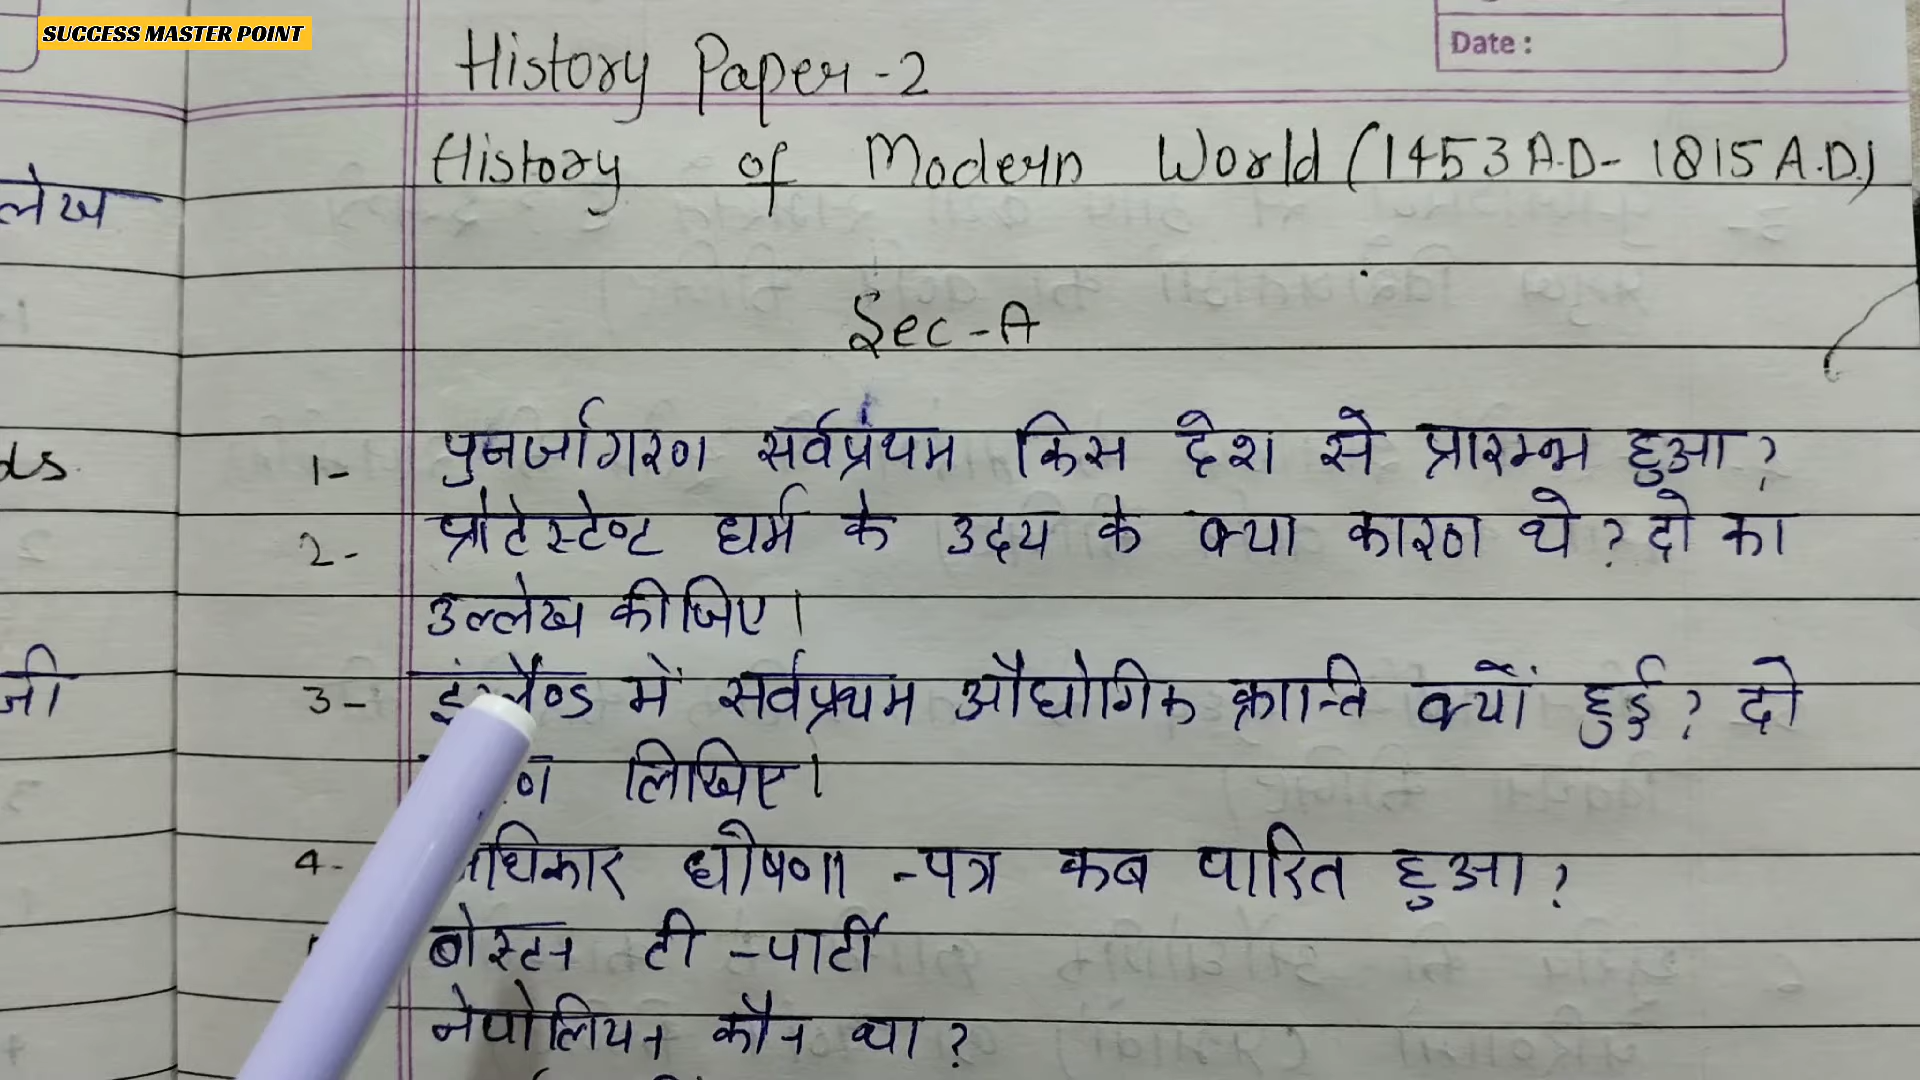 SUCCESS MASTER POINT
Date :
History Paper-2
History of Modern World (1453 A.D- 1815 A.D.)
Sec-A
1- पुनर्जागरण सर्वप्रथम किस देश से प्रारम्भ हुआ?
2- प्रोटेस्टेण्ट धर्म के उदय के क्या कारण थे? दो का
उल्लेख कीजिए।
3- इंग्लैण्ड में सर्वप्रथम औद्योगिक क्रान्ति क्यों हुई? दो
लिखिए।
4- घोषणा-पत्र कब पारित हुआ?
बोस्टन टी-पार्टी
नेपोलियन कौन था?
लेख
ds
जी